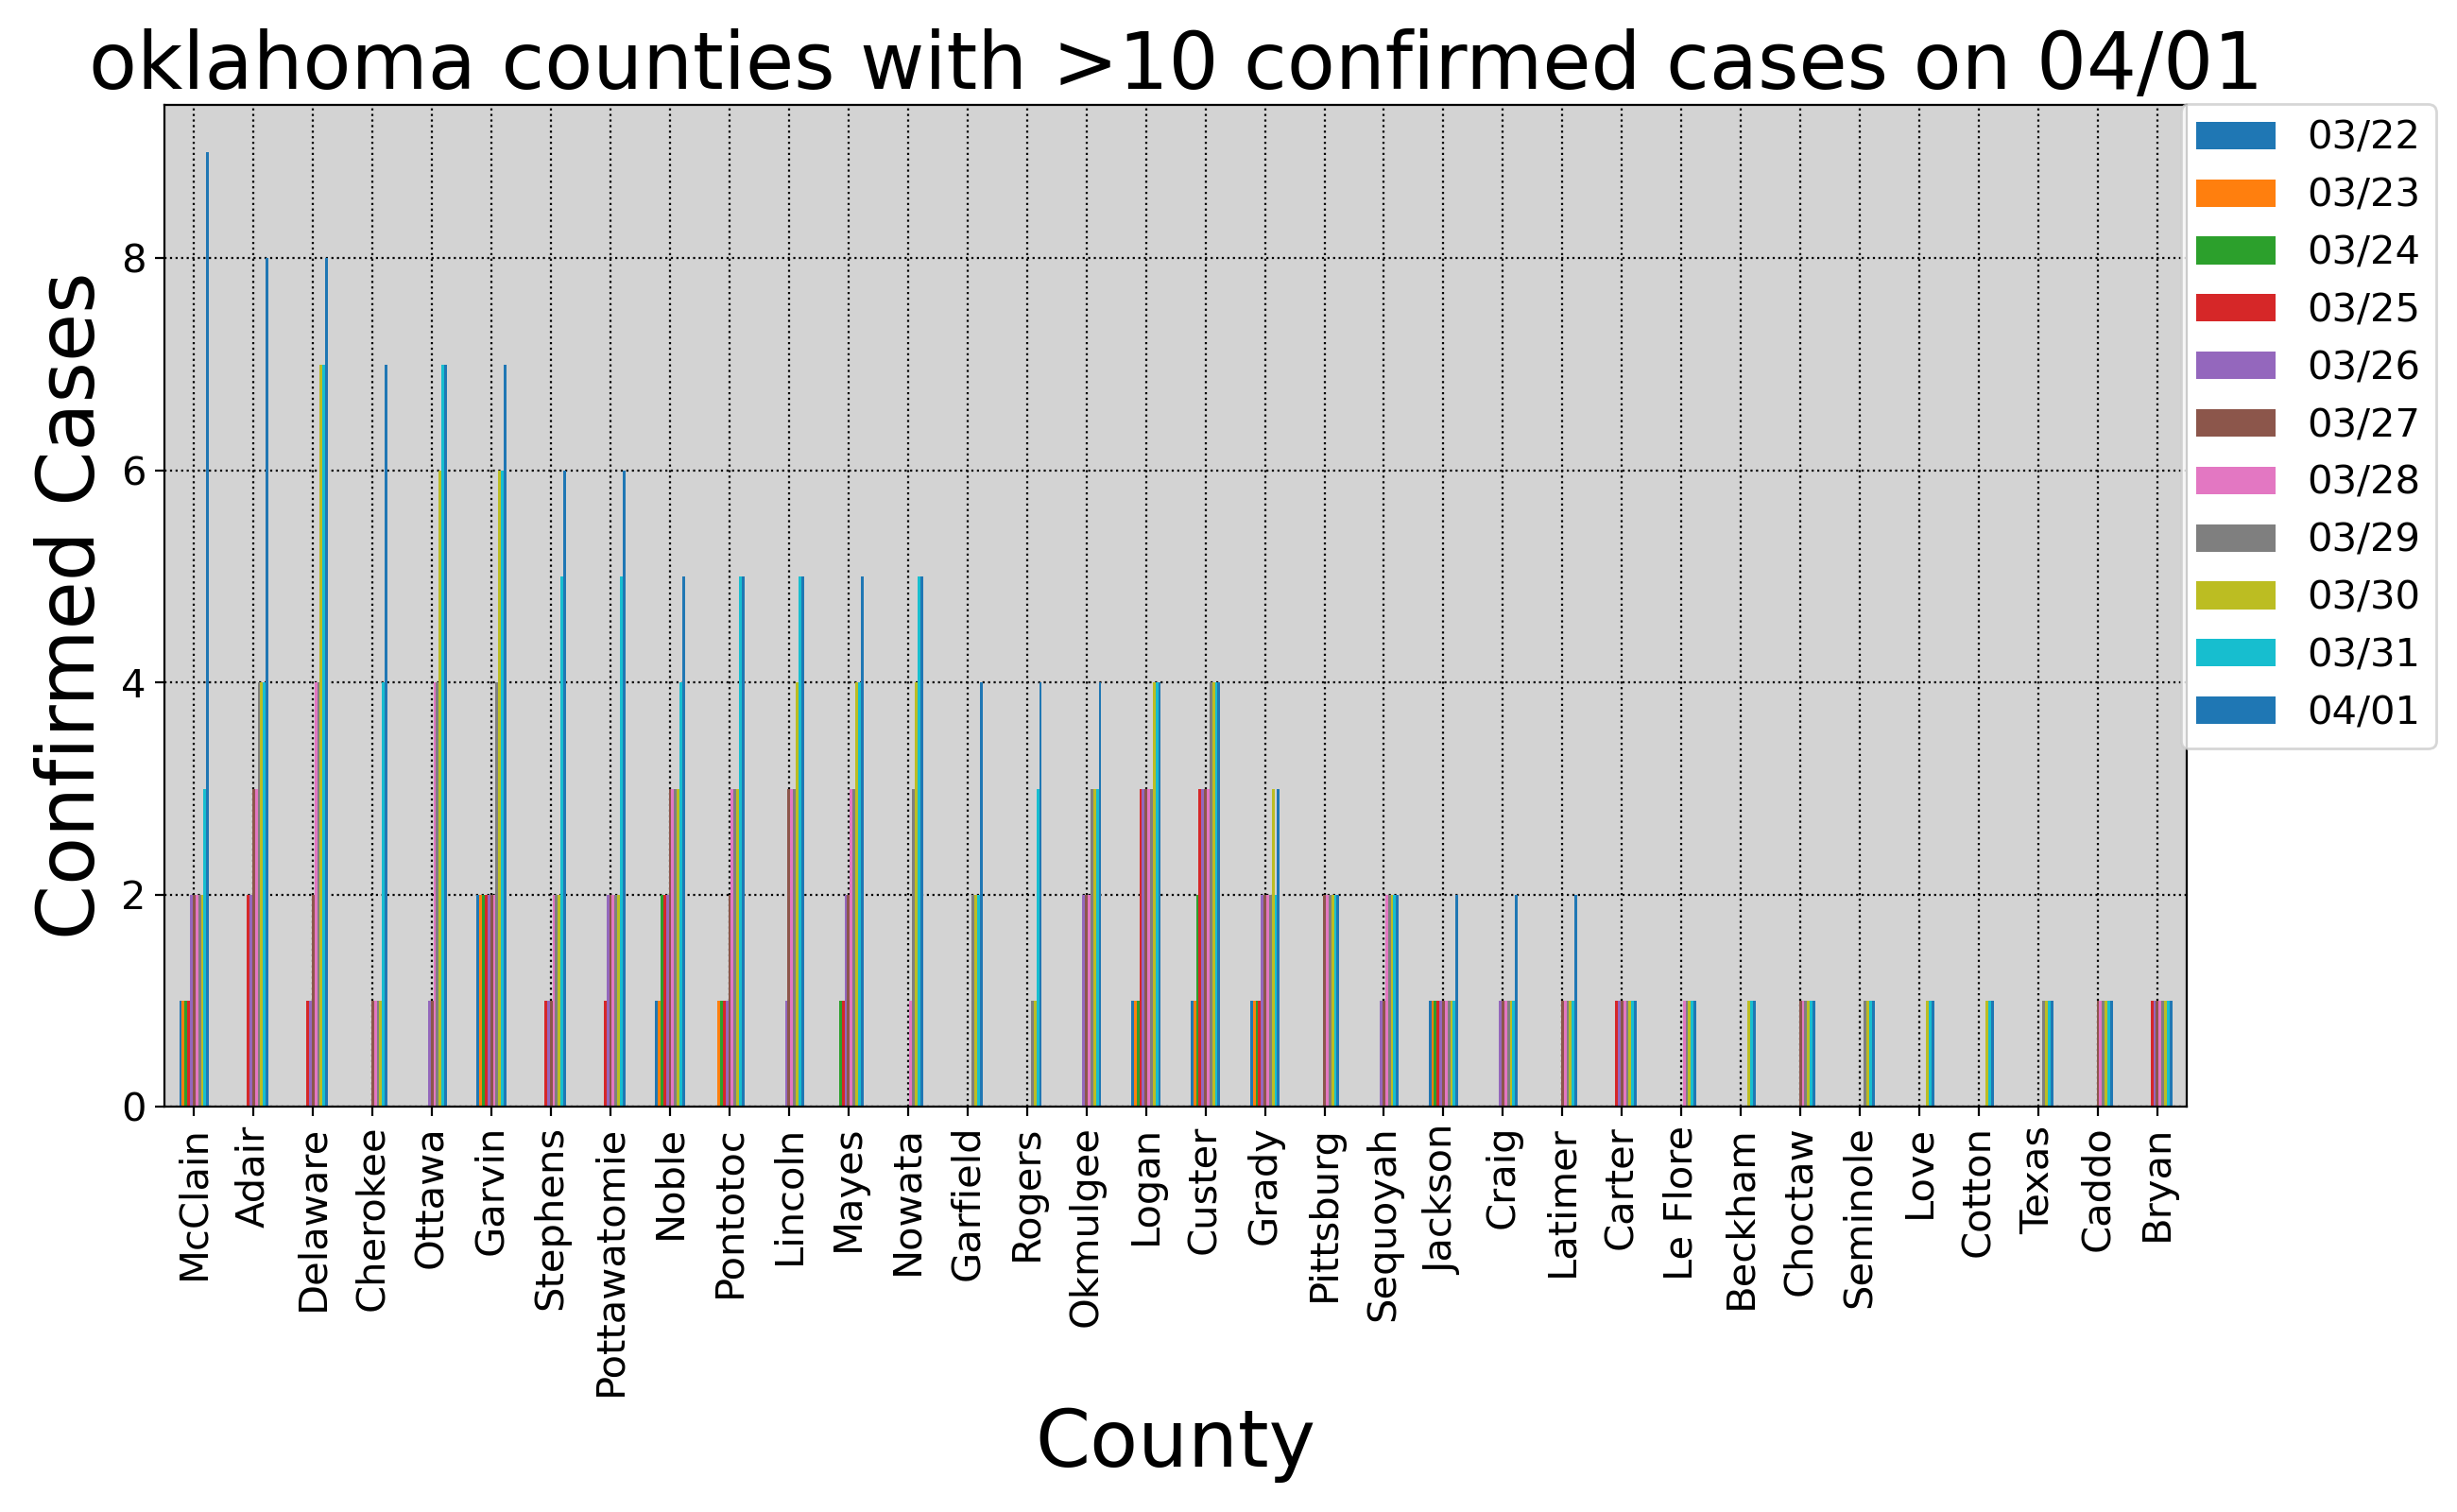 oklahoma counties with >10 confirmed cases on 04/01
Confirmed Cases
8
6
4
2
0
03/22
03/23
03/24
03/25
03/26
03/27
03/28
03/29
03/30
03/31
04/01
McClain
Addair
Delaware
Cherokee
Ottawa
Garvin
Stephens
Pottawatomie
Noble
Pontotoc
Lincoln
Mayes
Nowata
Garfield
Rogers
Okmulgee
Logan
Custer
Grady
Pittsburg
Sequoyah
Jackson
Craig
Latimer
Carter
Le Flore
Beckham
Choctaw
Seminole
Love
Cotton
Texas
Caddo
Bryan
County